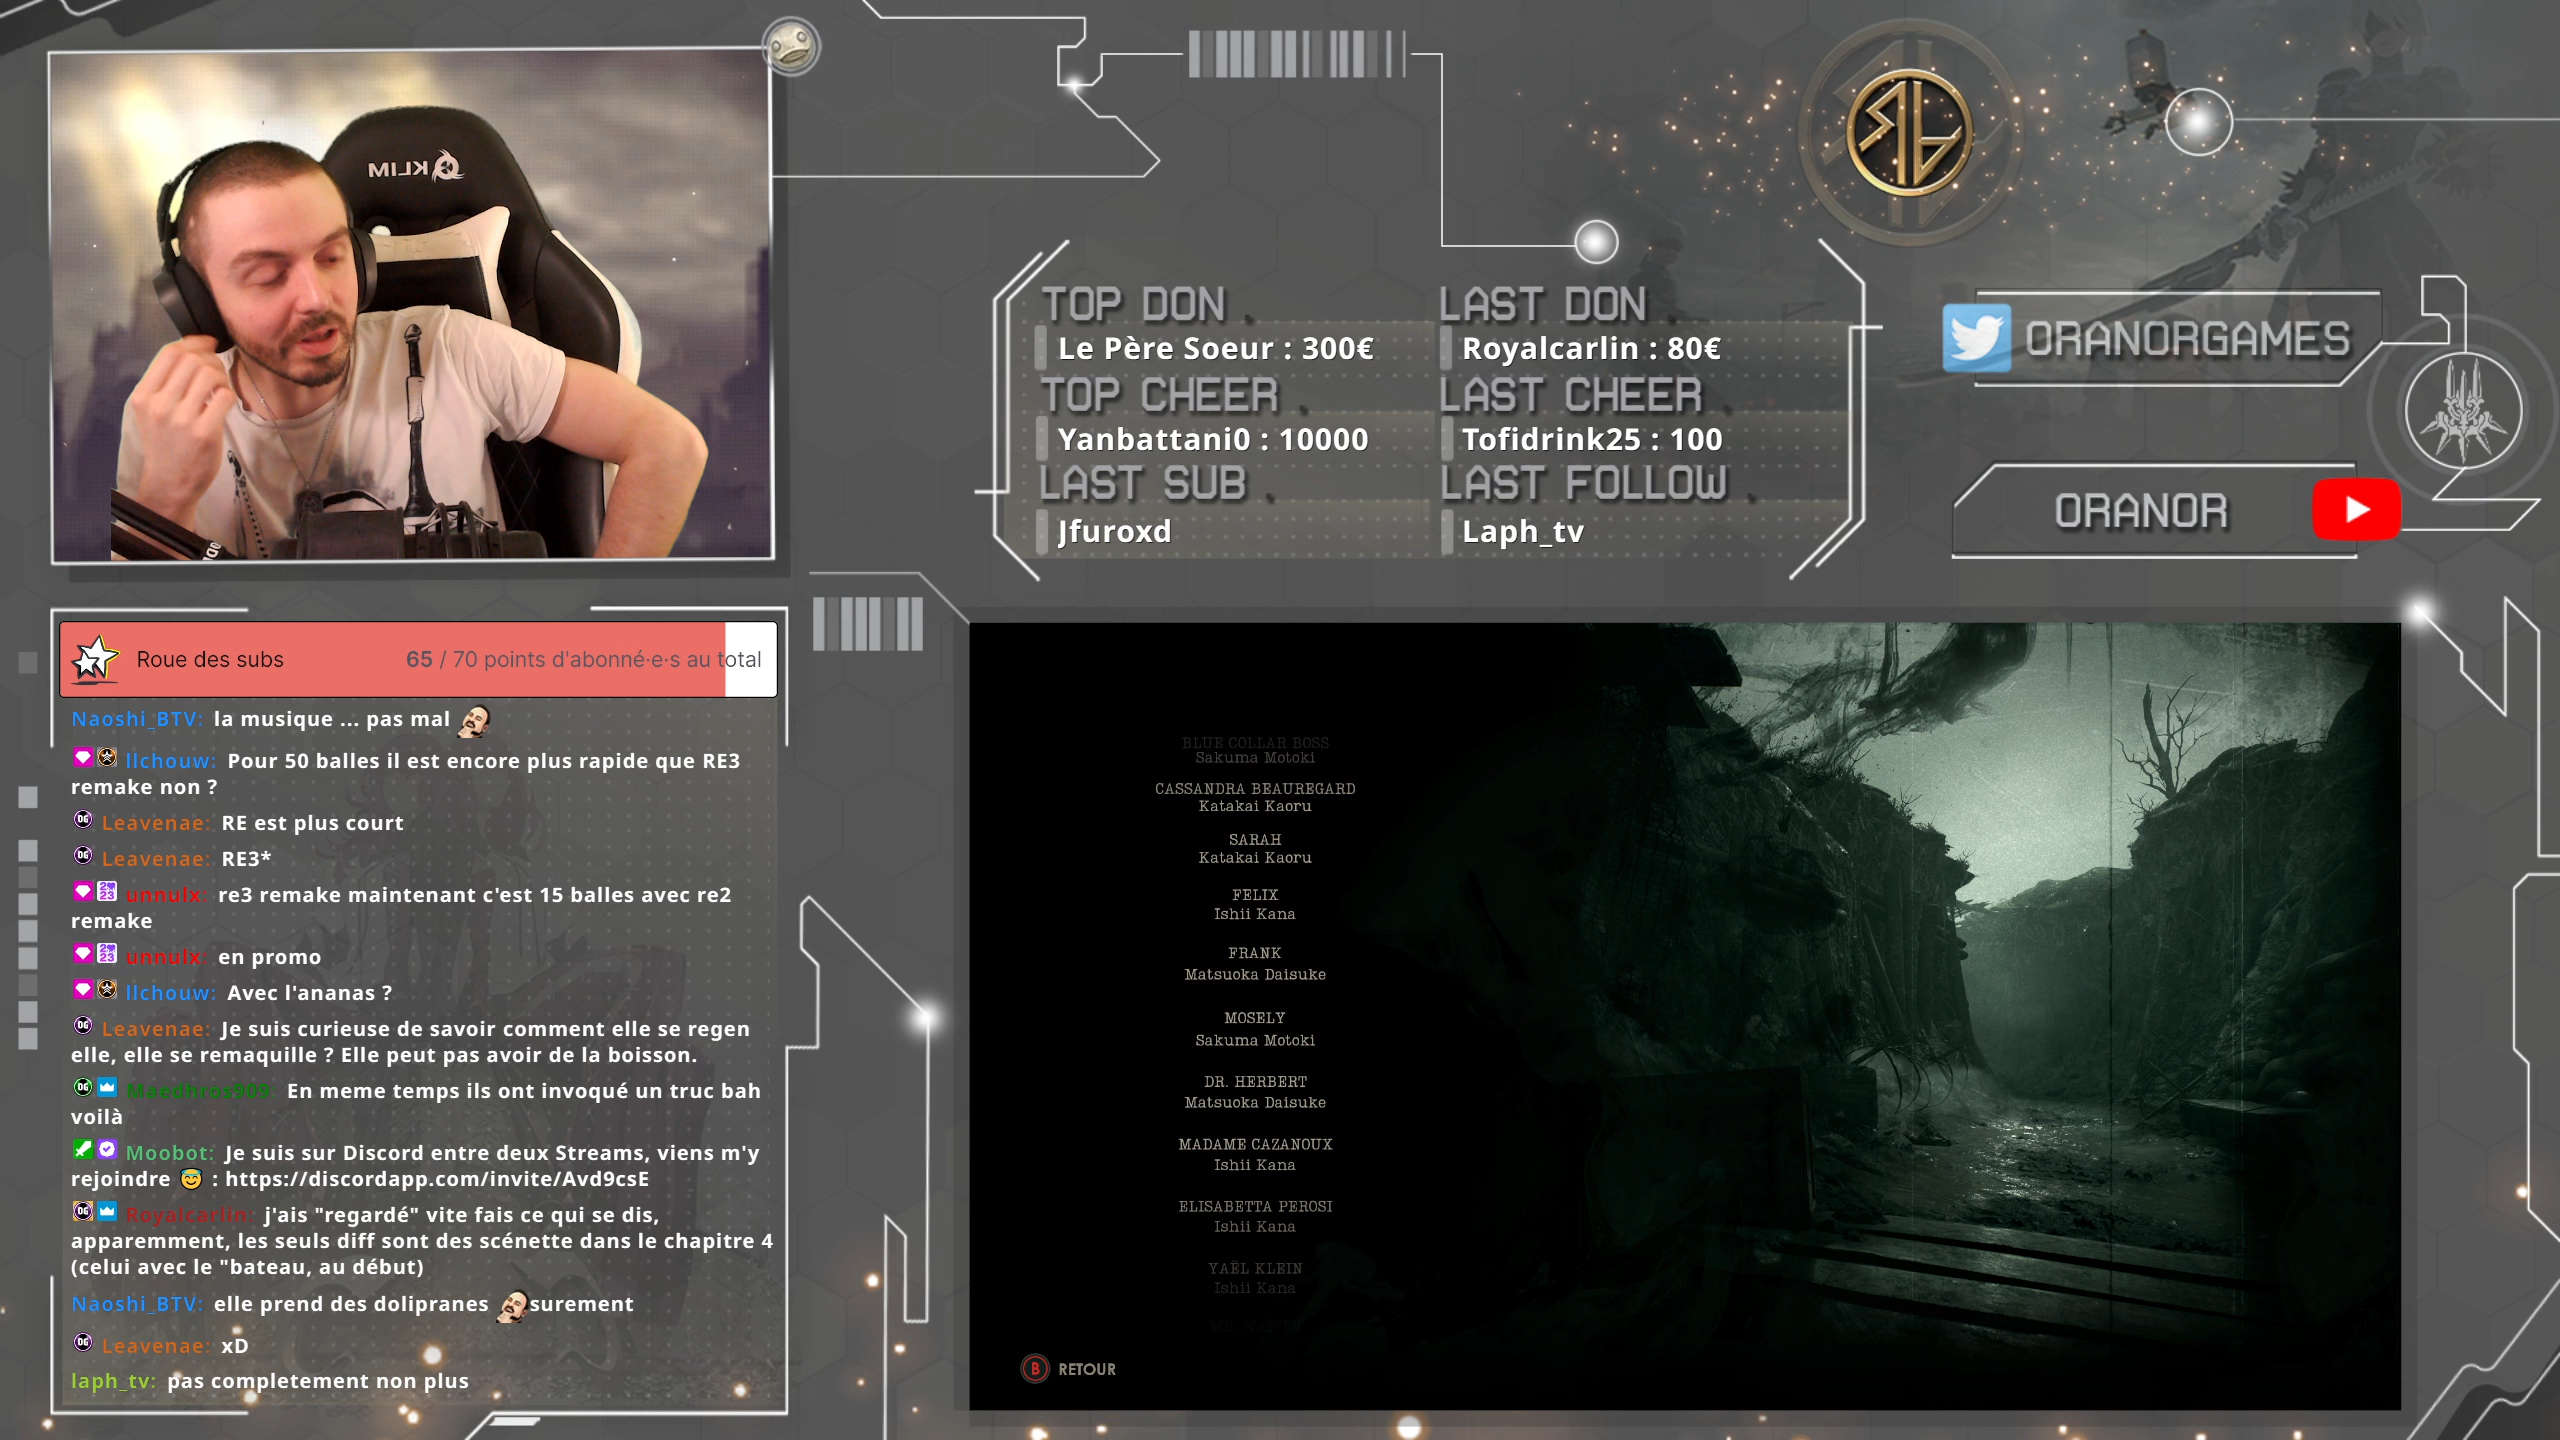 KLIM
TOP DON
Le Père Soeur : 300€
TOP CHEER
Yanbattani0 : 10000
LAST SUB
Jfuroxd
LAST DON
Royalcarlin : 80€
LAST CHEER
Tofidrink25 : 100
LAST FOLLOW
Laph_tv
ORANORGAMES
ORANOR
Roue des subs
65 / 70 points d'abonné·e·s au total
Naoshi_BTV: la musique ... pas mal
llchouw: Pour 50 balles il est encore plus rapide que RE3
remake non ?
Leavenae: RE est plus court
Leavenae: RE3*
unnulx: re3 remake maintenant c'est 15 balles avec re2
remake
unnulx: en promo
llchouw: Avec l'ananas ?
Leavenae: Je suis curieuse de savoir comment elle se regen
elle, elle se remaquille ? Elle peut pas avoir de la boisson.
Maedhros909: En meme temps ils ont invoqué un truc bah
voilà
Moobot: Je suis sur Discord entre deux Streams, viens m'y
rejoindre 😇 : https://discordapp.com/invite/Avd9csE
Royalcarlin: j'ais "regardé" vite fais ce qui se dis,
apparemment, les seuls diff sont des scénette dans le chapitre 4
(celui avec le "bateau, au début)
Naoshi_BTV: elle prend des dolipranes surement
Leavenae: xD
laph_tv: pas completement non plus
BLUE COLLAR BOSS
Sakuma Motoki
CASSANDRA BEAUREGARD
Katakai Kaoru
SARAH
Katakai Kaoru
FELIX
Ishii Kana
FRANK
Matsuoka Daisuke
MOSELY
Sakuma Motoki
DR. HERBERT
Matsuoka Daisuke
MADAME CAZANOUX
Ishii Kana
ELISABETTA PEROSI
Ishii Kana
YAËL KLEIN
Ishii Kana
B RETOUR